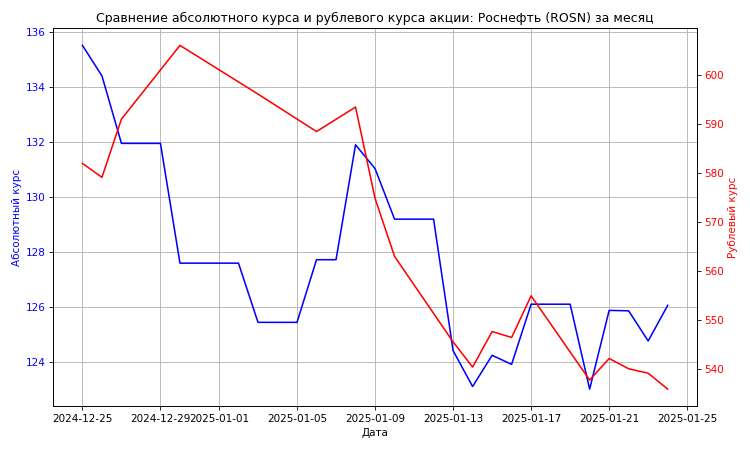 Сравнение абсолютного курса и рублевого курса акции: Роснефть (ROSN) за месяц
136
134
132
130
128
126
124
Абсолютный курс
600
590
580
570
560
550
540
Рублевый курс
2024-12-25 2024-12-29 2025-01-01 2025-01-05 2025-01-09 2025-01-13 2025-01-17 2025-01-21 2025-01-25
Дата